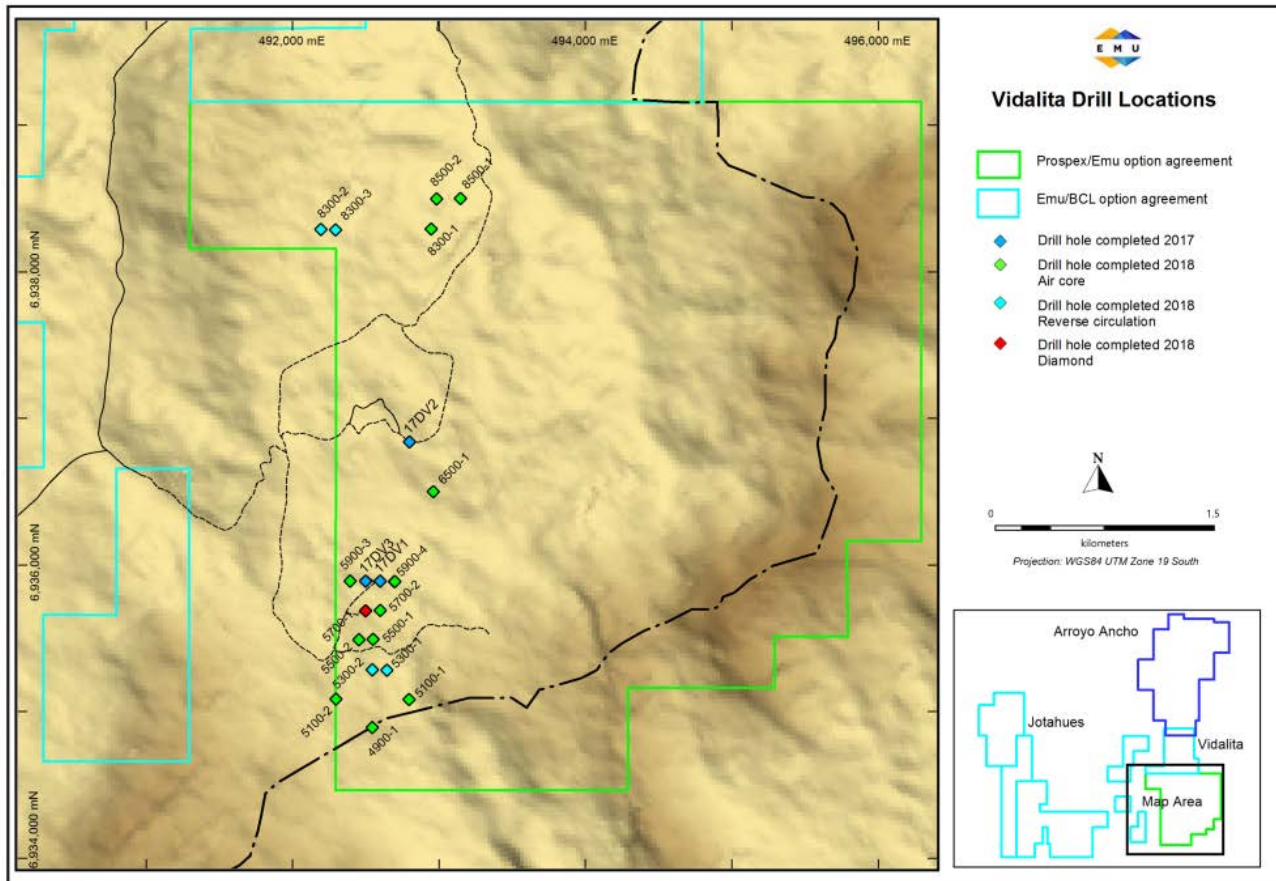 492,000 mE
494,000 mE
496,000 mE
6,938,000 mN
6,936,000 mN
6,934,000 mN
8500-2
8500-1
8300-2
8300-3
8300-1
17DV2
6500-1
5900-3
17DV3
17DV1
5900-4
5700-1
5700-2
5500-2
5500-1
5300-2
5300-1
5100-2
5100-1
4900-1
EMU
Vidalita Drill Locations
Prospex/Emu option agreement
Emu/BCL option agreement
Drill hole completed 2017
Drill hole completed 2018
Air core
Drill hole completed 2018
Reverse circulation
Drill hole completed 2018
Diamond
N
0
1.5
kilometers
Projection: WGS84 UTM Zone 19 South
Arroyo Ancho
Jotahues
Vidalita
Map Area